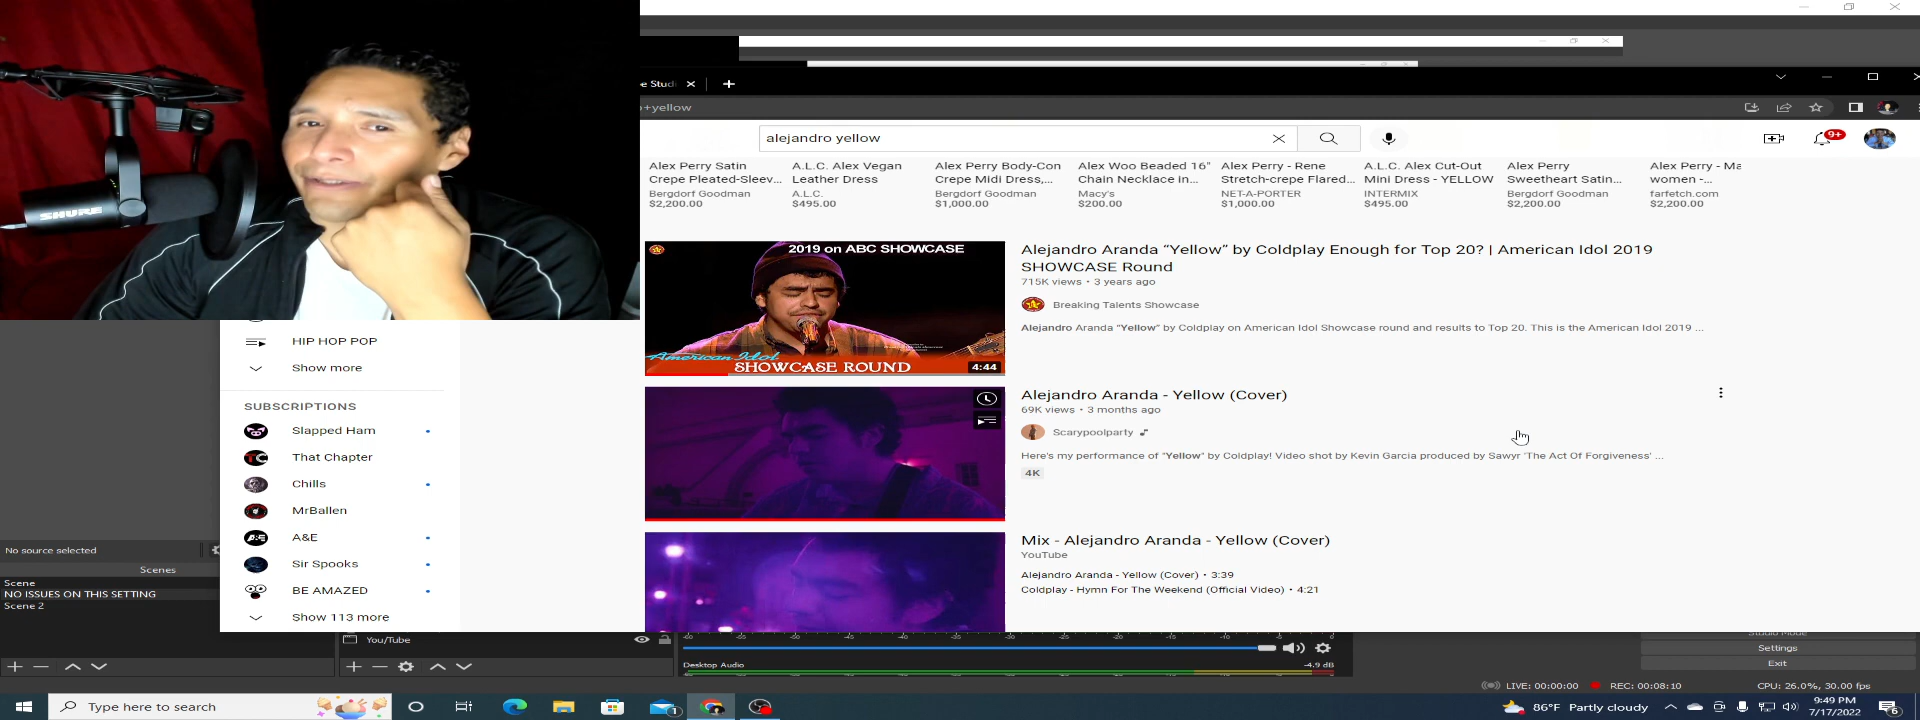 SHURE
e Studi
+yellow
alejandro yellow
9+
Alex Perry Satin
Crepe Pleated-Sleev...
Bergdorf Goodman
$2,200.00
A.L.C. Alex Vegan
Leather Dress
A.L.C.
$495.00
Alex Perry Body-Con
Crepe Midi Dress,...
Bergdorf Goodman
$1,000.00
Alex Woo Beaded 16"
Chain Necklace in...
Macy's
$200.00
Alex Perry - Rene
Stretch-crepe Flared...
NET-A-PORTER
$1,000.00
A.L.C. Alex Cut-Out
Mini Dress - YELLOW
INTERMIX
$495.00
Alex Perry
Sweetheart Satin...
Bergdorf Goodman
$2,200.00
Alex Perry - Ma
women -...
farfetch.com
$2,200.00
2019 on ABC SHOWCASE
American Idol
SHOWCASE ROUND
4:44
Alejandro Aranda “Yellow” by Coldplay Enough for Top 20? | American Idol 2019
SHOWCASE Round
715K views • 3 years ago
Breaking Talents Showcase
Alejandro Aranda “Yellow” by Coldplay on American Idol Showcase round and results to Top 20. This is the American Idol 2019 ...
Alejandro Aranda - Yellow (Cover)
69K views • 3 months ago
Scarypoolparty
Here's my performance of "Yellow" by Coldplay! Video shot by Kevin Garcia produced by Sawyr 'The Act Of Forgiveness' ...
4K
Mix - Alejandro Aranda - Yellow (Cover)
YouTube
Alejandro Aranda - Yellow (Cover) • 3:39
Coldplay - Hymn For The Weekend (Official Video) • 4:21
HIP HOP POP
Show more
SUBSCRIPTIONS
Slapped Ham
That Chapter
Chills
MrBallen
A&E
Sir Spooks
BE AMAZED
Show 113 more
No source selected
Scenes
Scene
NO ISSUES ON THIS SETTING
Scene 2
You/Tube
Desktop Audio
-4.9 dB
Studio Mode
Settings
Exit
LIVE: 00:00:00
REC: 00:08:10
CPU: 26.0%, 30.00 fps
Type here to search
86°F Partly cloudy
9:49 PM
7/17/2022